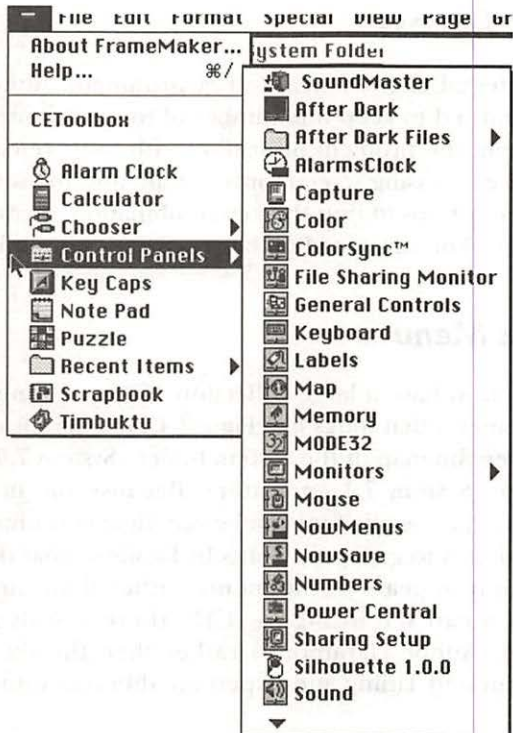 File Edit Format Special View Page Gr
About FrameMaker...
Help... ⌘/
CEToolbox
Alarm Clock
Calculator
Chooser
Control Panels
Key Caps
Note Pad
Puzzle
Recent Items
Scrapbook
Timbuktu
ystem Folder
SoundMaster
After Dark
After Dark Files
AlarmsClock
Capture
Color
ColorSync™
File Sharing Monitor
General Controls
Keyboard
Labels
Map
Memory
MODE32
Monitors
Mouse
NowMenus
NowSave
Numbers
Power Central
Sharing Setup
Silhouette 1.0.0
Sound